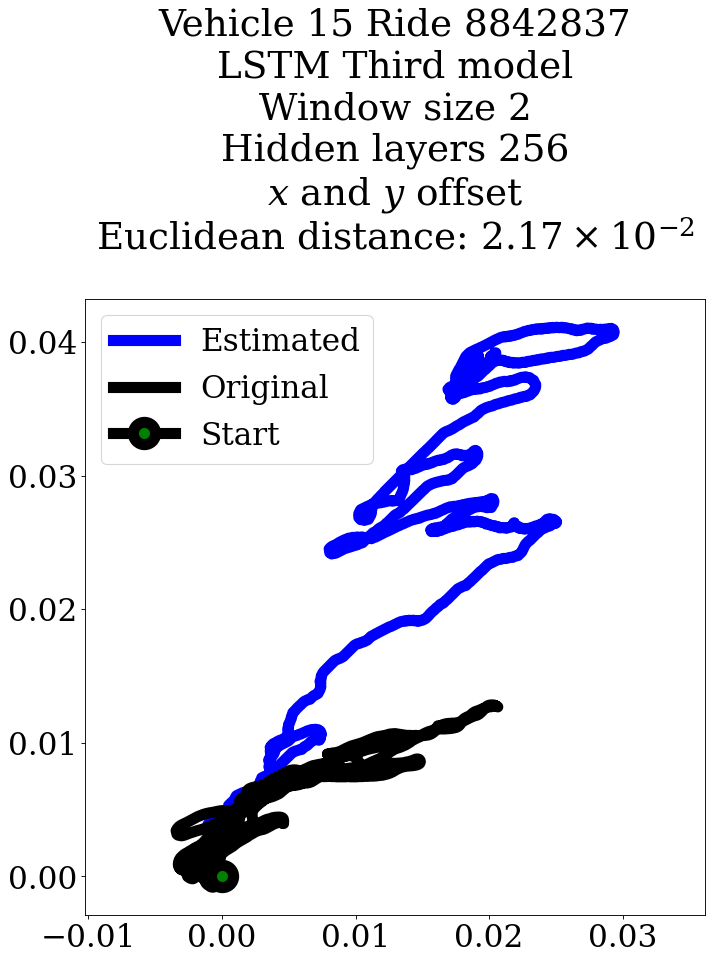 Vehicle 15 Ride 8842837
LSTM Third model
Window size 2
Hidden layers 256
x and y offset
Euclidean distance: 2.17 × 10⁻²
Estimated
Original
Start
0.04
0.03
0.02
0.01
0.00
−0.01 0.00 0.01 0.02 0.03